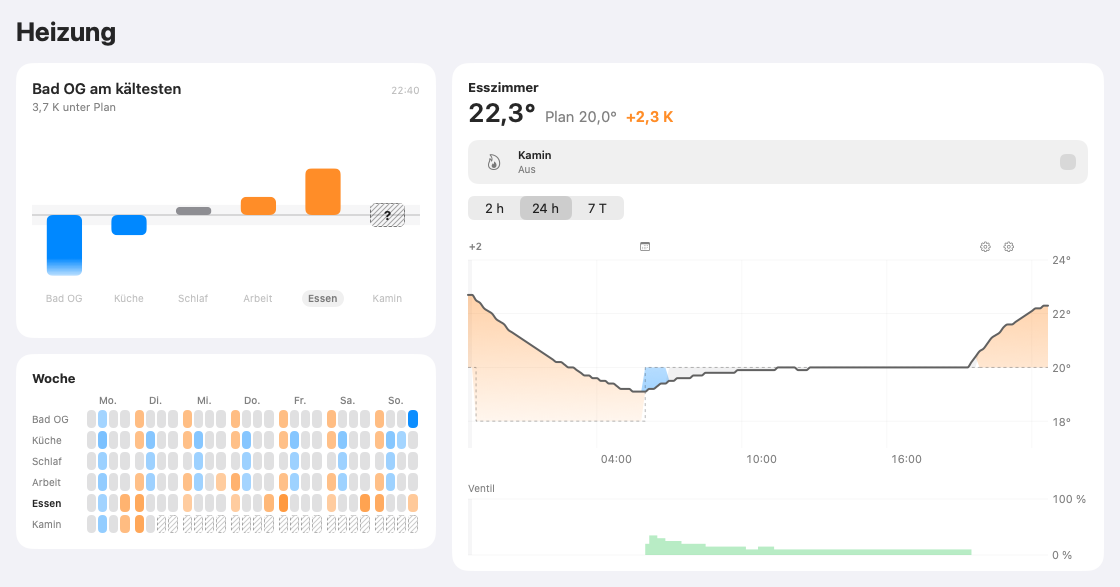 Heizung
Bad OG am kältesten
22:40
3,7 K unter Plan
?
Bad OG Küche Schlaf Arbeit Essen Kamin
Woche
Mo. Di. Mi. Do. Fr. Sa. So.
Bad OG
Küche
Schlaf
Arbeit
Essen
Kamin
Esszimmer
22,3° Plan 20,0° +2,3 K
Kamin
Aus
2 h 24 h 7 T
+2
24°
22°
20°
18°
04:00 10:00 16:00
Ventil
100 %
0 %